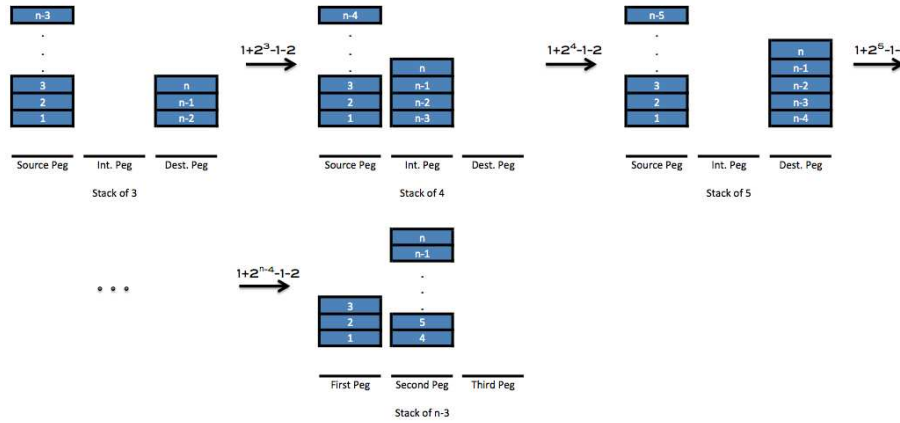 n-3
.
.
.
3
2
1
n
n-1
n-2
Source Peg Int. Peg Dest. Peg
Stack of 3
1+2³-1-2
n-4
.
.
.
3
2
1
n
n-1
n-2
n-3
Source Peg Int. Peg Dest. Peg
Stack of 4
1+2⁴-1-2
n-5
.
.
.
3
2
1
n
n-1
n-2
n-3
n-4
Source Peg Int. Peg Dest. Peg
Stack of 5
. . .
1+2ⁿ⁻⁴-1-2
3
2
1
n
n-1
.
.
.
5
4
First Peg Second Peg Third Peg
Stack of n-3